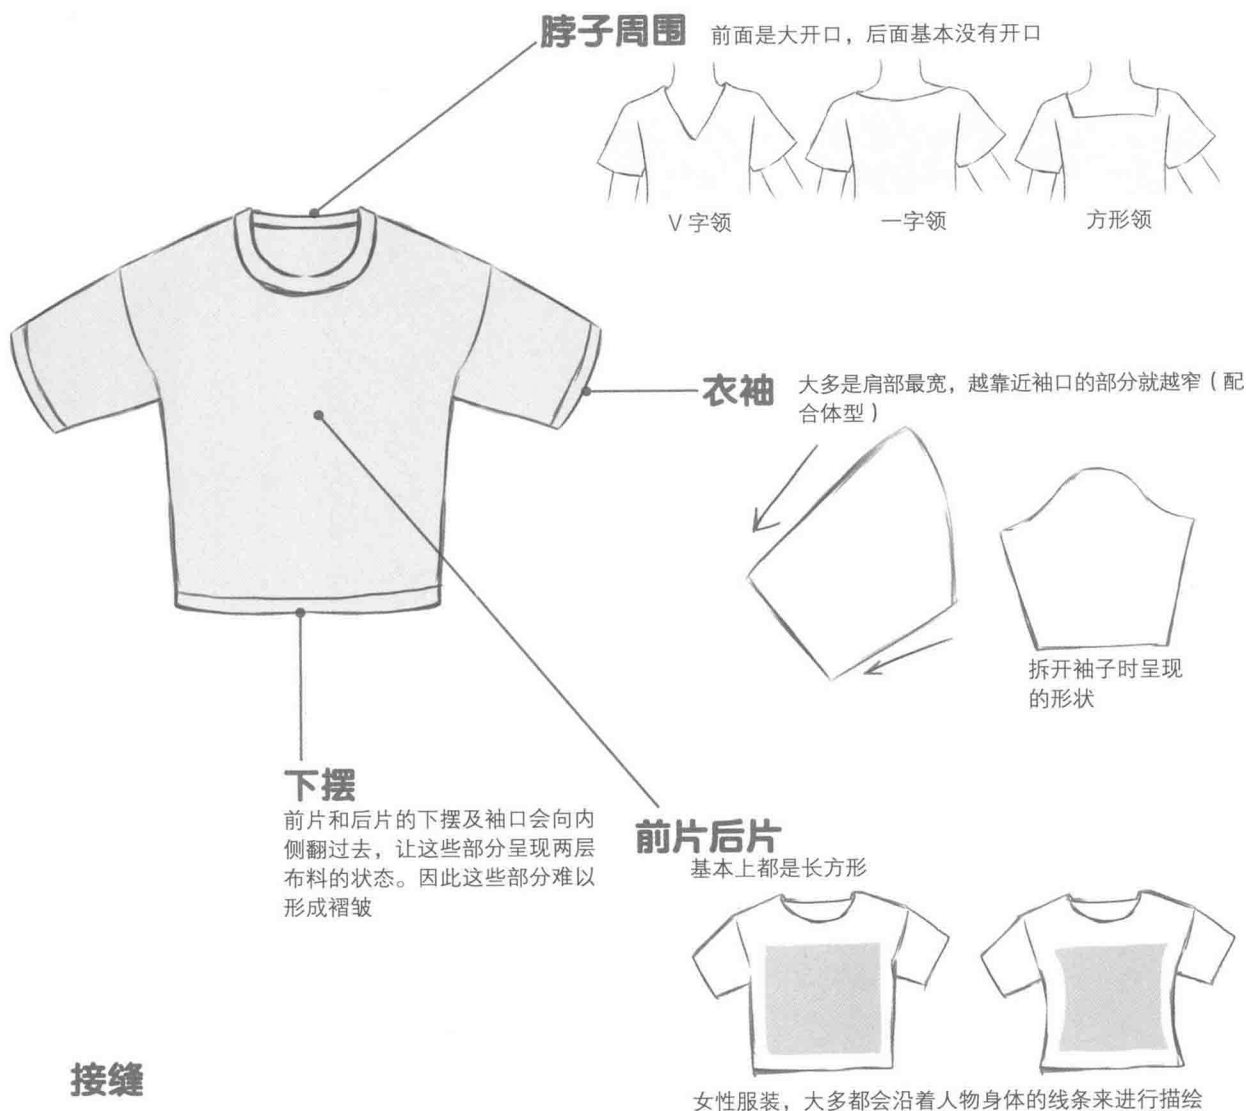 脖子周围
前面是大开口，后面基本没有开口
V 字领
一字领
方形领
衣袖
大多是肩部最宽，越靠近袖口的部分就越窄（配
合体型）
拆开袖子时呈现
的形状
下摆
前片和后片的下摆及袖口会向内
侧翻过去，让这些部分呈现两层
布料的状态。因此这些部分难以
形成褶皱
前片后片
基本上都是长方形
女性服装，大多都会沿着人物身体的线条来进行描绘
接缝